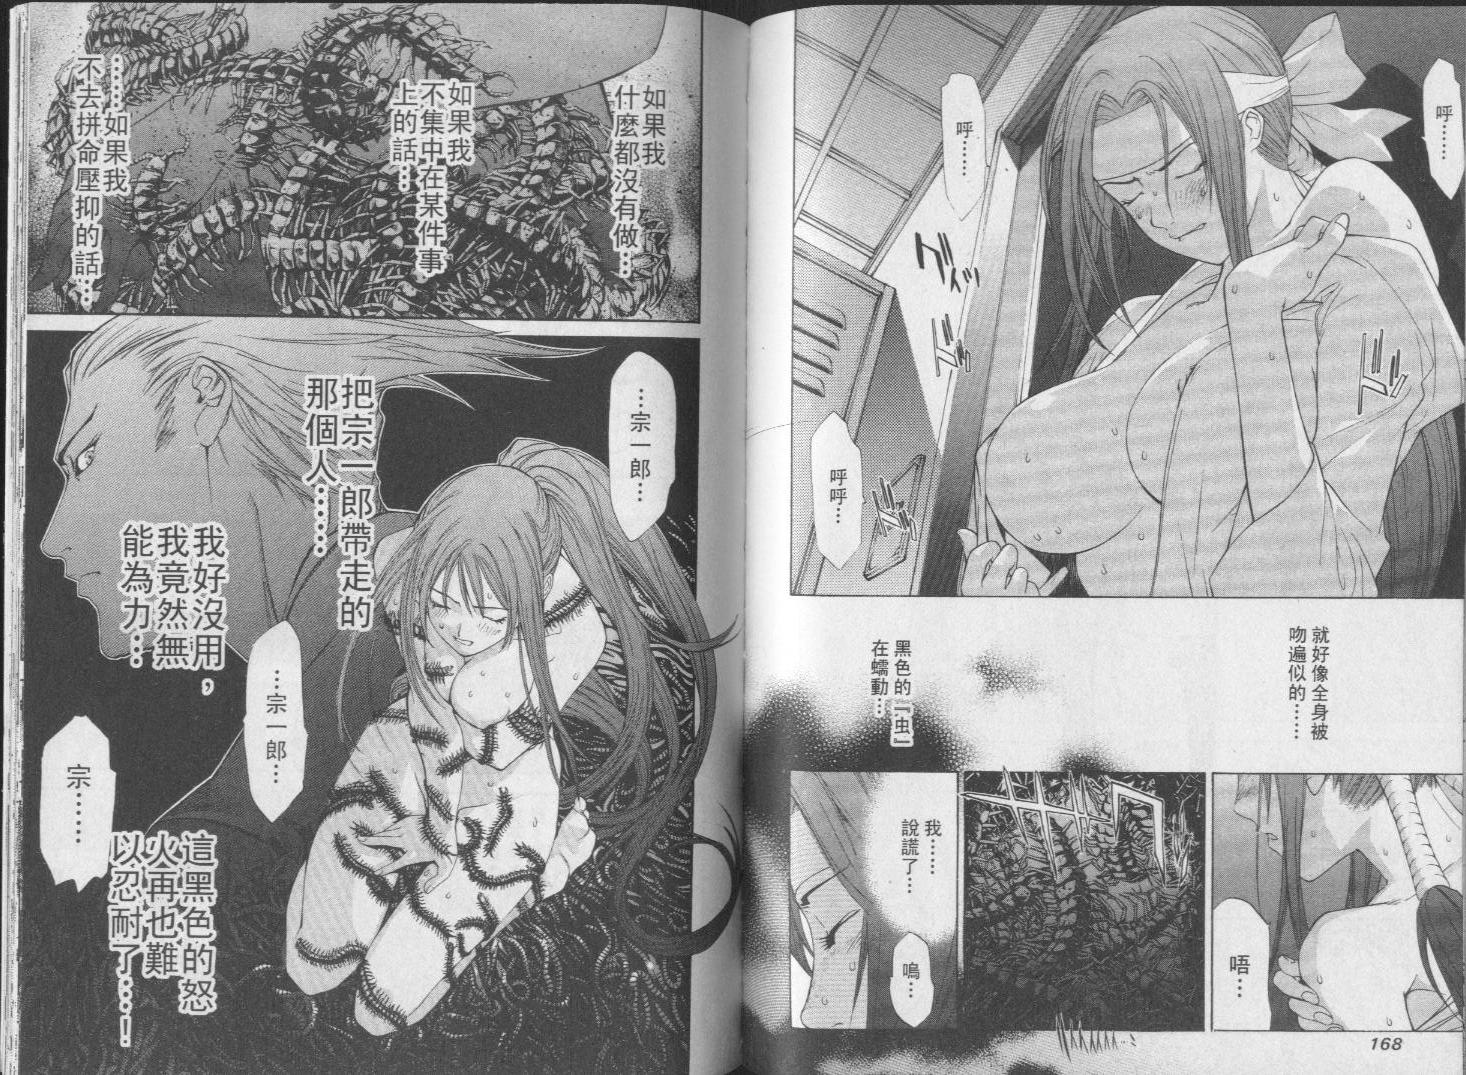 呼……
呼……
呼呼…
就好像全身被
吻遍似的……
黑色的『虫』
在蠕動…
唔…
我……
說謊了…
嗚…
168
如果我
什麼都沒有做…
如果我
不集中在某件事
上的話…
……如果我
不去拼命壓抑的話…
…宗一郎…
把宗一郎帶走的
那個人……
我好沒用，
我竟然無
能為力…
…宗一郎…
宗……
這黑色的怒
火再也難
以忍耐了…！